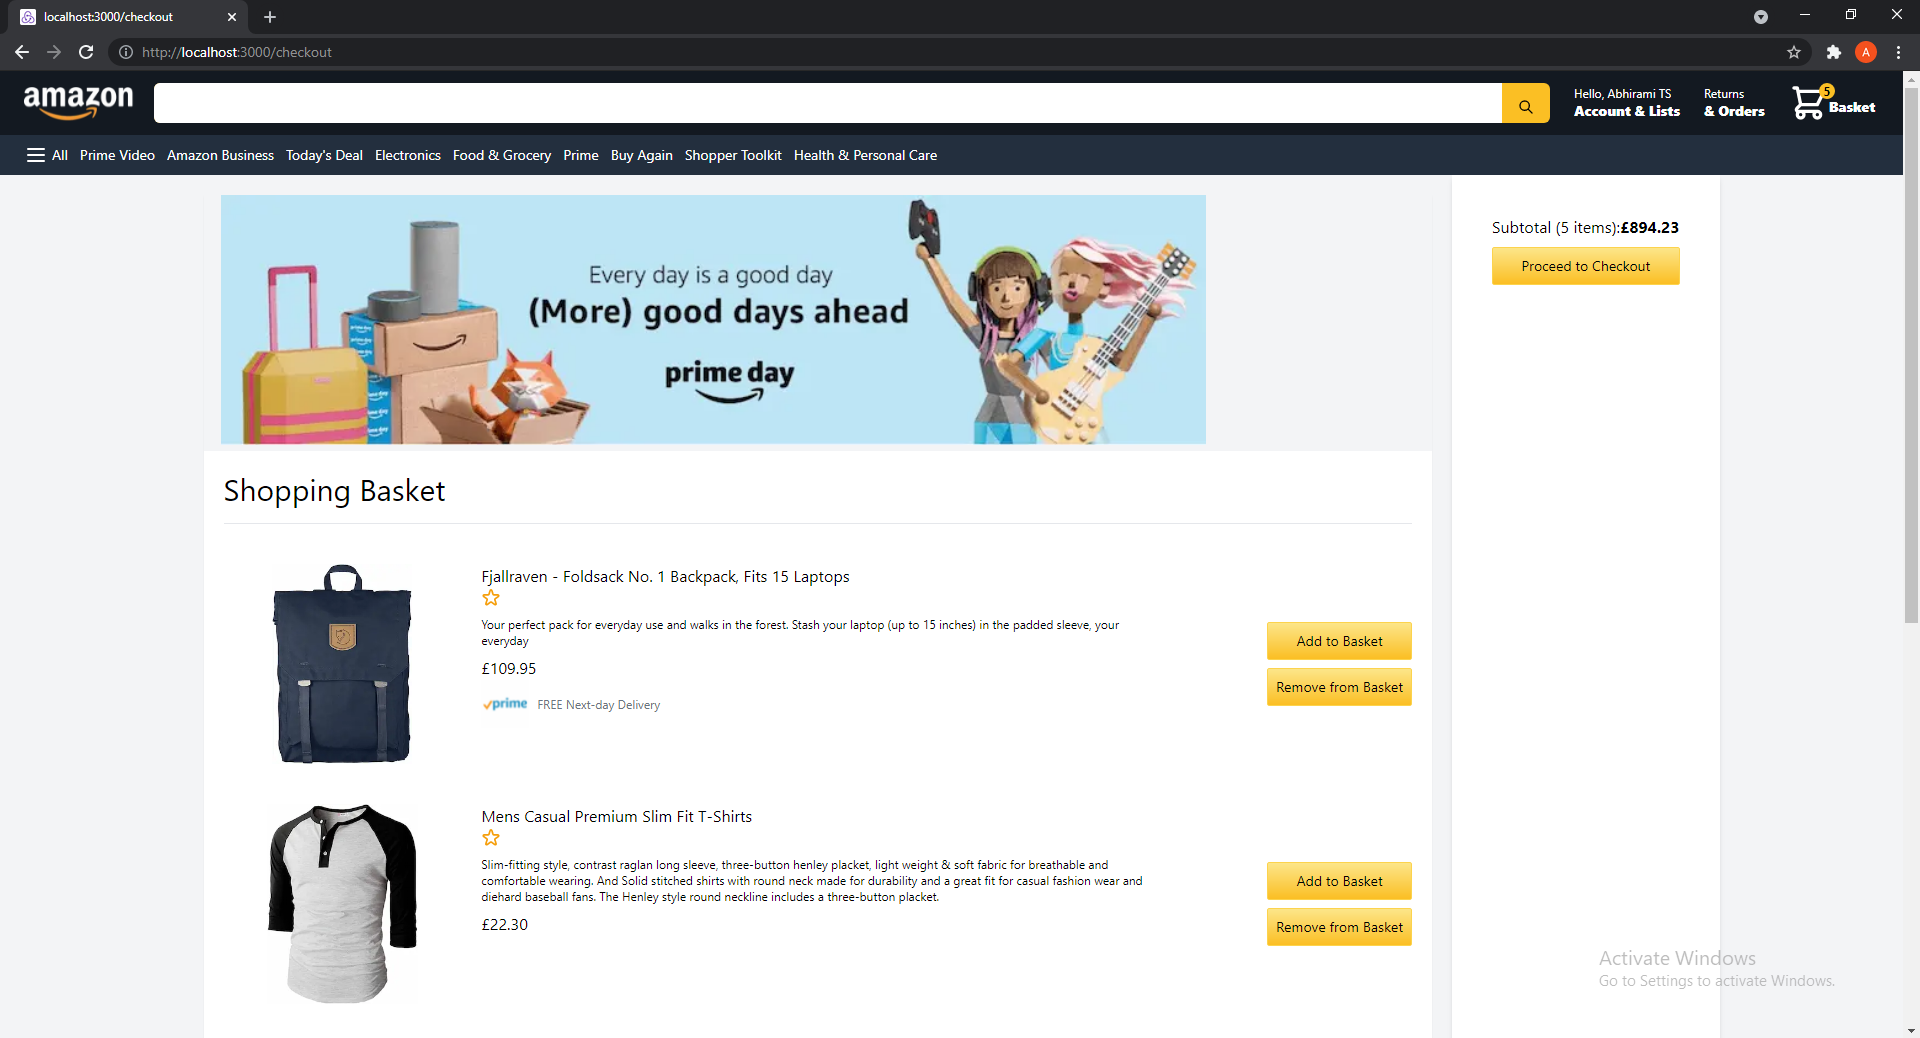 localhost:3000/checkout
http://localhost:3000/checkout
A
amazon
Hello, Abhirami TS
Account & Lists
Returns
& Orders
5
Basket
All Prime Video Amazon Business Today's Deal Electronics Food & Grocery Prime Buy Again Shopper Toolkit Health & Personal Care
Every day is a good day
(More) good days ahead
prime day
Subtotal (5 items):£894.23
Proceed to Checkout
Shopping Basket
Fjallraven - Foldsack No. 1 Backpack, Fits 15 Laptops
Your perfect pack for everyday use and walks in the forest. Stash your laptop (up to 15 inches) in the padded sleeve, your
everyday
£109.95
prime FREE Next-day Delivery
Add to Basket
Remove from Basket
Mens Casual Premium Slim Fit T-Shirts
Slim-fitting style, contrast raglan long sleeve, three-button henley placket, light weight & soft fabric for breathable and
comfortable wearing. And Solid stitched shirts with round neck made for durability and a great fit for casual fashion wear and
diehard baseball fans. The Henley style round neckline includes a three-button placket.
£22.30
Add to Basket
Remove from Basket
Activate Windows
Go to Settings to activate Windows.